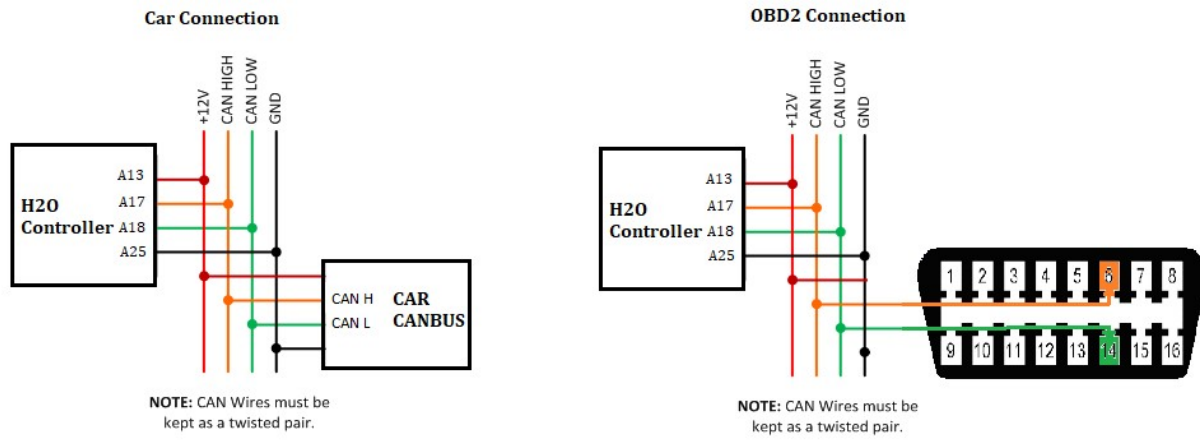 Car Connection
+12V
CAN HIGH
CAN LOW
GND
H2O
Controller
A13
A17
A18
A25
CAN H
CAN L
CAR
CANBUS
NOTE: CAN Wires must be
kept as a twisted pair.
OBD2 Connection
+12V
CAN HIGH
CAN LOW
GND
H2O
Controller
A13
A17
A18
A25
1 2 3 4 5 6 7 8
9 10 11 12 13 14 15 16
NOTE: CAN Wires must be
kept as a twisted pair.